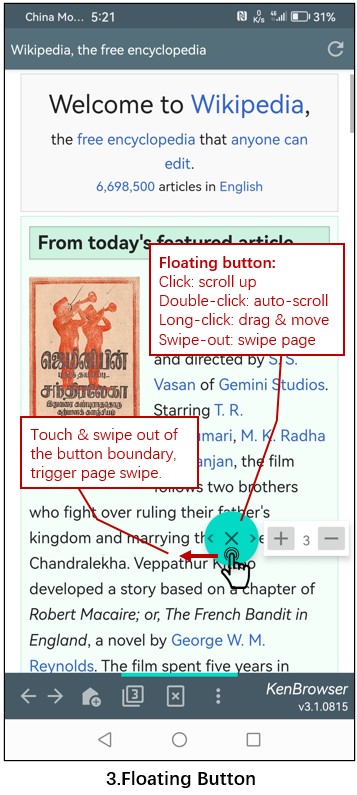 China Mo... 5:21
0 K/s 31%
Wikipedia, the free encyclopedia
Welcome to Wikipedia,
the free encyclopedia that anyone can
edit.
6,698,500 articles in English
From today's featured article
Floating button:
Click: scroll up
Double-click: auto-scroll
Long-click: drag & move
Swipe-out: swipe page
ஜெமினியின்
சந்திரலேகா
and directed by S. S.
Vasan of Gemini Studios.
Starring T. R.
Touch & swipe out of
the button boundary,
trigger page swipe.
umari, M. K. Radha
anjan, the film
follows two brothers
who fight over ruling their father's
kingdom and marrying
Chandralekha. Veppathur
developed a story based on a chapter of
Robert Macaire; or, The French Bandit in
England, a novel by George W. M.
Reynolds. The film spent five years in
3
3
KenBrowser
v3.1.0815
3.Floating Button